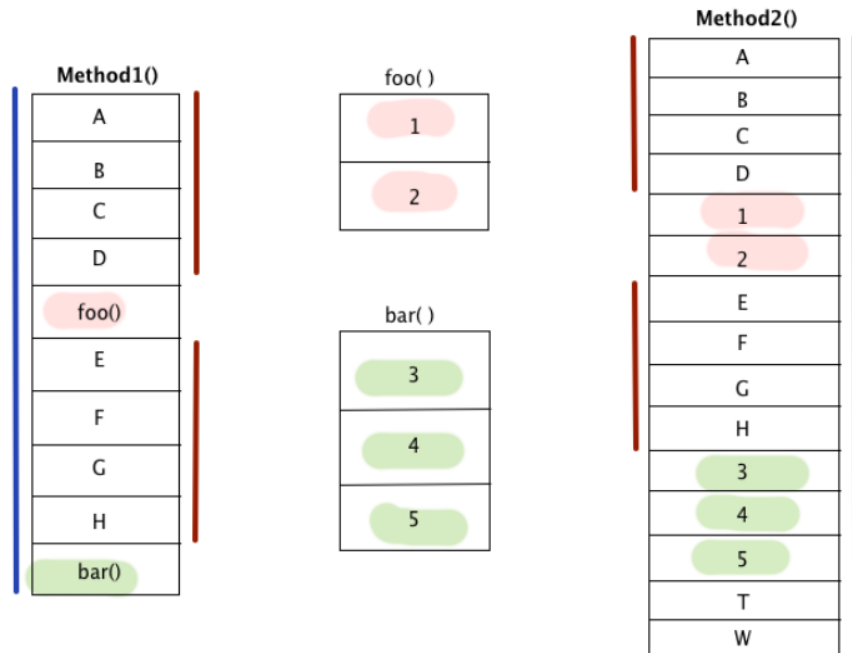 Method1()
A
B
C
D
foo()
E
F
G
H
bar()
foo( )
1
2
bar( )
3
4
5
Method2()
A
B
C
D
1
2
E
F
G
H
3
4
5
T
W